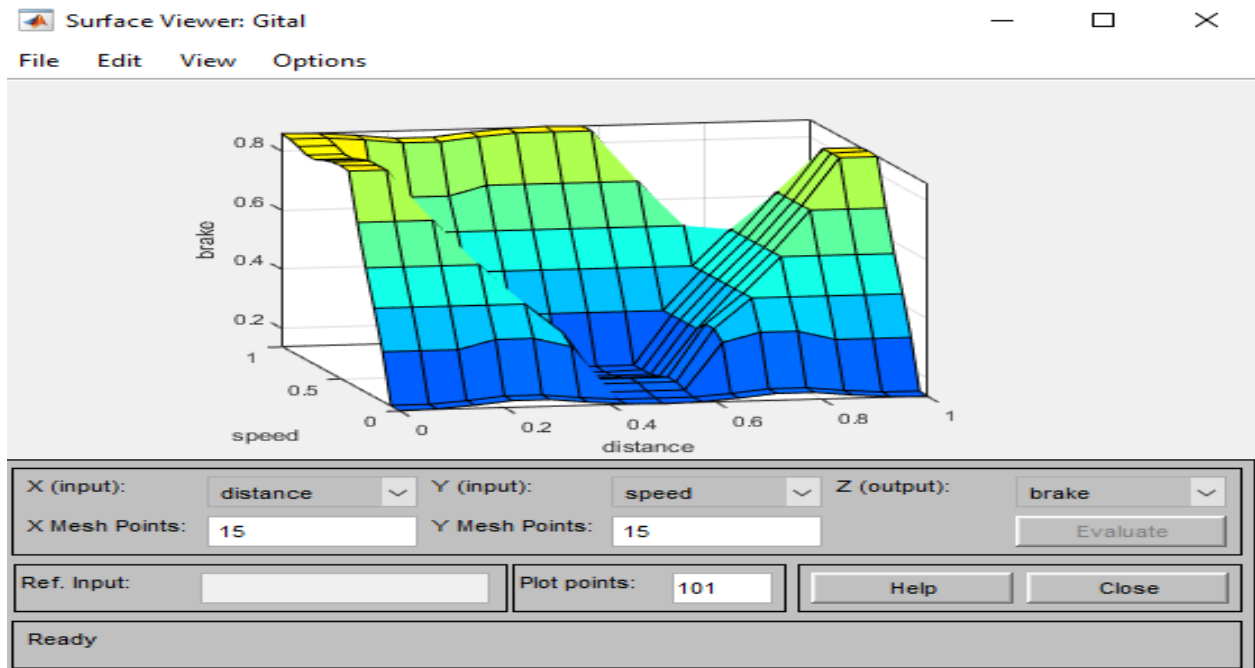 Surface Viewer: Gital
File Edit View Options
0.8
0.6
0.4
0.2
brake
1
0.5
0
speed
0 0.2 0.4 0.6 0.8 1
distance
X (input): distance Y (input): speed Z (output): brake
X Mesh Points: 15 Y Mesh Points: 15 Evaluate
Ref. Input: Plot points: 101 Help Close
Ready